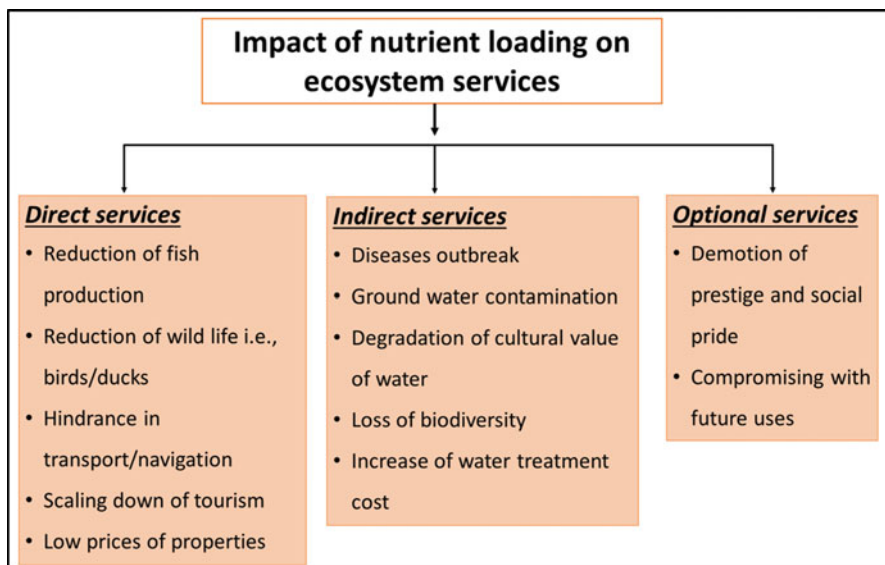 Impact of nutrient loading on
ecosystem services
Direct services
• Reduction of fish
production
• Reduction of wild life i.e.,
birds/ducks
• Hindrance in
transport/navigation
• Scaling down of tourism
• Low prices of properties
Indirect services
• Diseases outbreak
• Ground water contamination
• Degradation of cultural value
of water
• Loss of biodiversity
• Increase of water treatment
cost
Optional services
• Demotion of
prestige and social
pride
• Compromising with
future uses